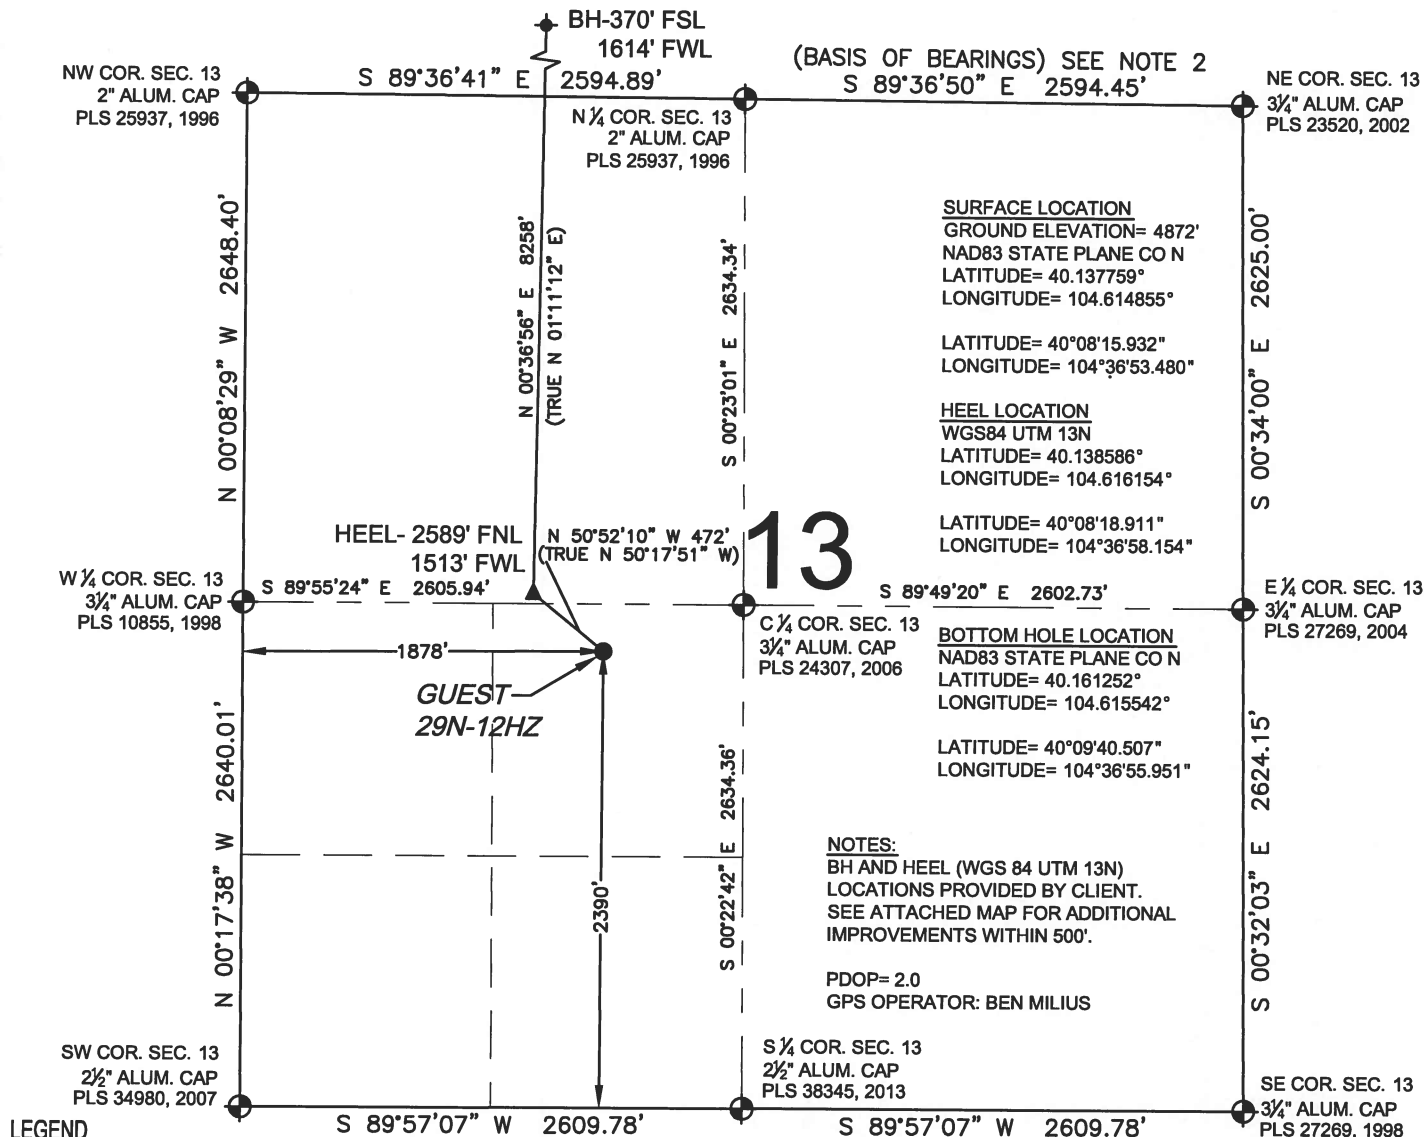 BH-370' FSL
1614' FWL
(BASIS OF BEARINGS) SEE NOTE 2
S 89°36'41" E 2594.89'
S 89°36'50" E 2594.45'
NW COR. SEC. 13
2" ALUM. CAP
PLS 25937, 1996
N ¼ COR. SEC. 13
2" ALUM. CAP
PLS 25937, 1996
NE COR. SEC. 13
3¼" ALUM. CAP
PLS 23520, 2002
N 00°08'29" W 2648.40'
N 00°36'56" E 8258'
(TRUE N 01°11'12" E)
S 00°23'01" E 2634.34'
SURFACE LOCATION
GROUND ELEVATION= 4872'
NAD83 STATE PLANE CO N
LATITUDE= 40.137759°
LONGITUDE= 104.614855°
LATITUDE= 40°08'15.932"
LONGITUDE= 104°36'53.480"
HEEL LOCATION
WGS84 UTM 13N
LATITUDE= 40.138586°
LONGITUDE= 104.616154°
LATITUDE= 40°08'18.911"
LONGITUDE= 104°36'58.154"
S 00°34'00" E 2625.00'
HEEL- 2589' FNL
1513' FWL
N 50°52'10" W 472'
(TRUE N 50°17'51" W)
13
W ¼ COR. SEC. 13
3¼" ALUM. CAP
PLS 10855, 1998
S 89°55'24" E 2605.94'
S 89°49'20" E 2602.73'
E ¼ COR. SEC. 13
3¼" ALUM. CAP
PLS 27269, 2004
C ¼ COR. SEC. 13
3¼" ALUM. CAP
PLS 24307, 2006
1878'
GUEST
29N-12HZ
BOTTOM HOLE LOCATION
NAD83 STATE PLANE CO N
LATITUDE= 40.161252°
LONGITUDE= 104.615542°
LATITUDE= 40°09'40.507"
LONGITUDE= 104°36'55.951"
N 00°17'38" W 2640.01'
2390'
S 00°22'42" E 2634.36'
S 00°32'03" E 2624.15'
NOTES:
BH AND HEEL (WGS 84 UTM 13N)
LOCATIONS PROVIDED BY CLIENT.
SEE ATTACHED MAP FOR ADDITIONAL
IMPROVEMENTS WITHIN 500'.
PDOP= 2.0
GPS OPERATOR: BEN MILIUS
SW COR. SEC. 13
2½" ALUM. CAP
PLS 34980, 2007
S ¼ COR. SEC. 13
2½" ALUM. CAP
PLS 38345, 2013
SE COR. SEC. 13
3¼" ALUM. CAP
PLS 27269, 1998
S 89°57'07" W 2609.78'
S 89°57'07" W 2609.78'
LEGEND